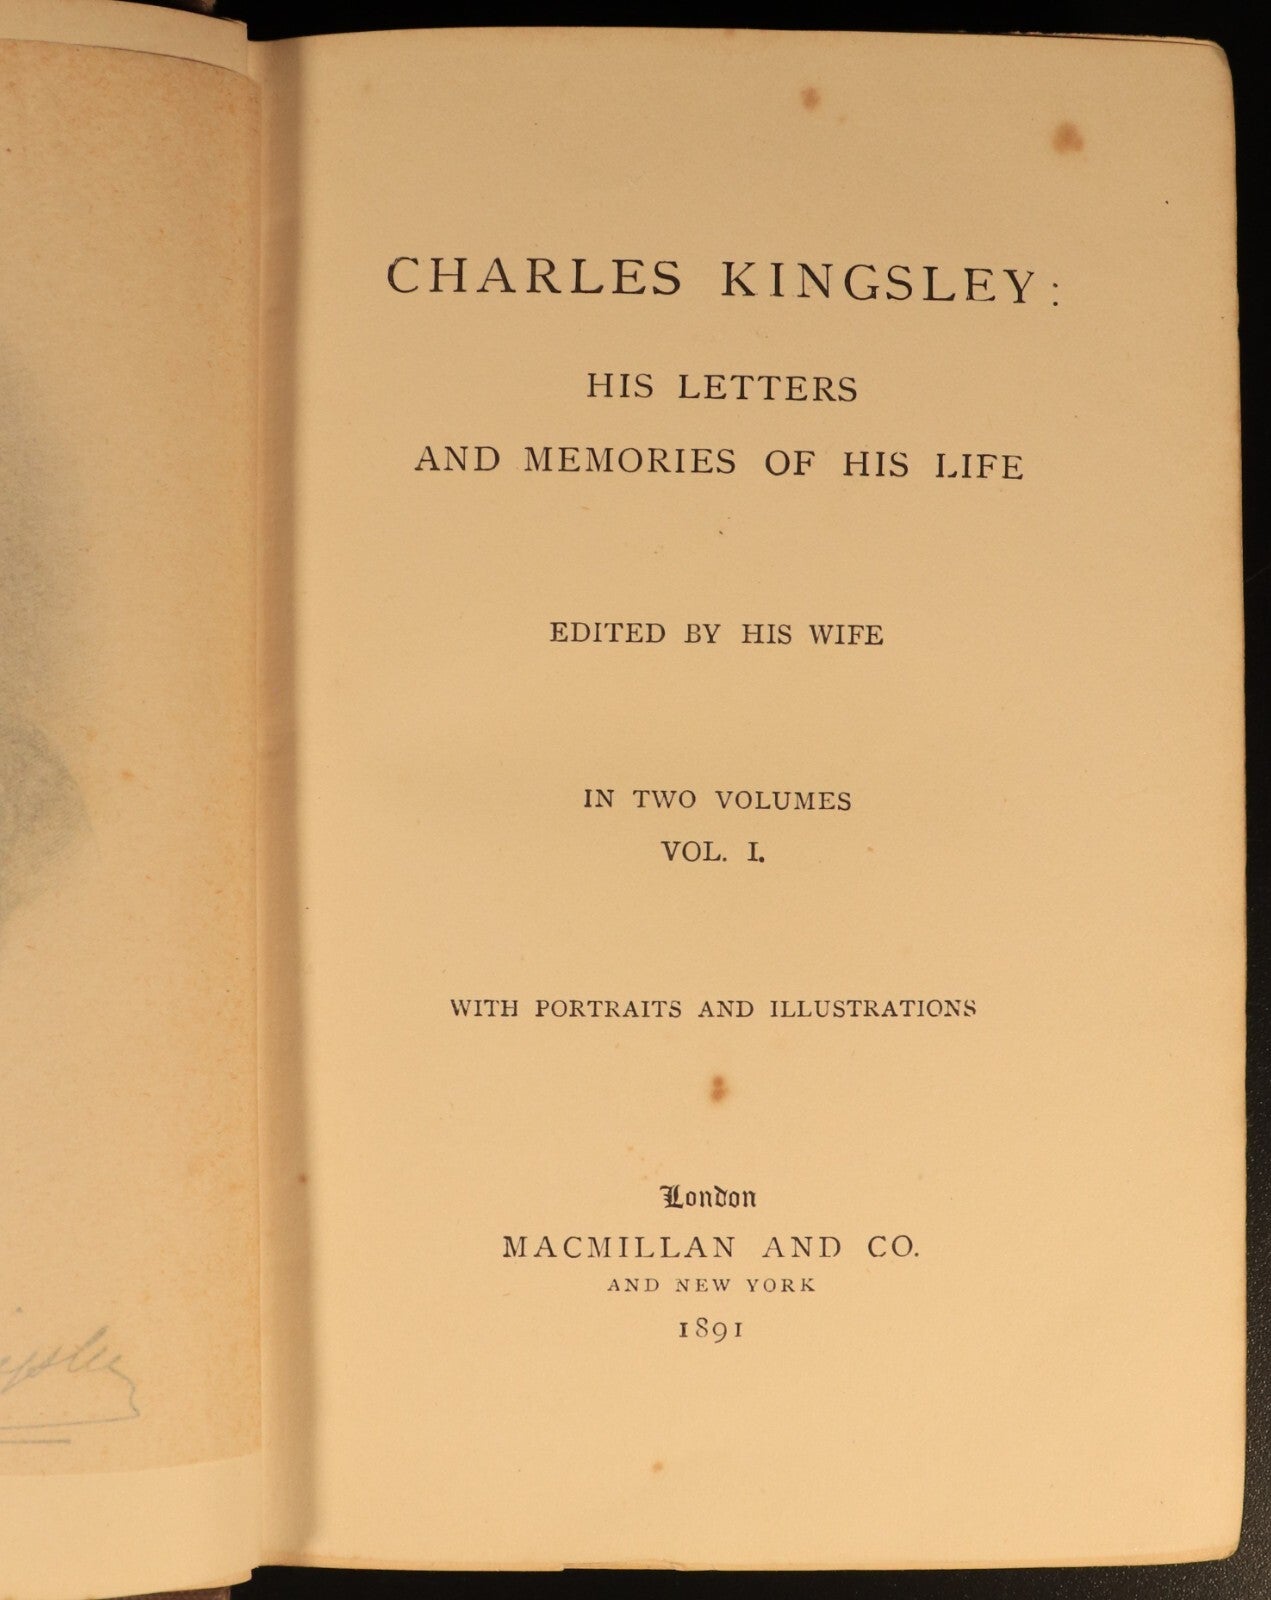 CHARLES KINGSLEY:
HIS LETTERS
AND MEMORIES OF HIS LIFE
EDITED BY HIS WIFE
IN TWO VOLUMES
VOL. I.
WITH PORTRAITS AND ILLUSTRATIONS
London
MACMILLAN AND CO.
AND NEW YORK
1891